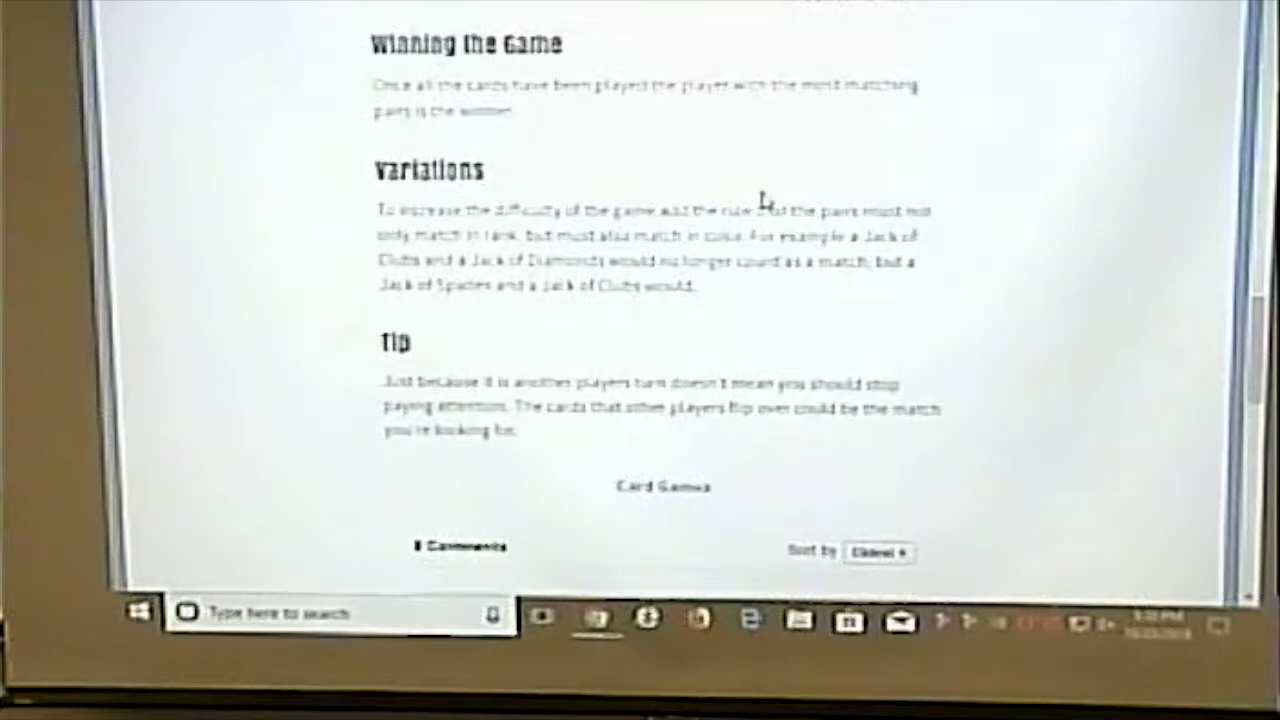 Winning the Game
Once all the cards have been played the player with the most matching
pairs is the winner.
Variations
To increase the difficulty of the game add the rule that the pairs must not
only match in rank, but must also match in color. For example a Jack of
Clubs and a Jack of Diamonds would no longer count as a match, but a
Jack of Spades and a Jack of Clubs would.
Tip
Just because it is another players turn doesn't mean you should stop
paying attention. The cards that other players flip over could be the match
you're looking for.
Card Games
Comments
Sort by Oldest
Type here to search